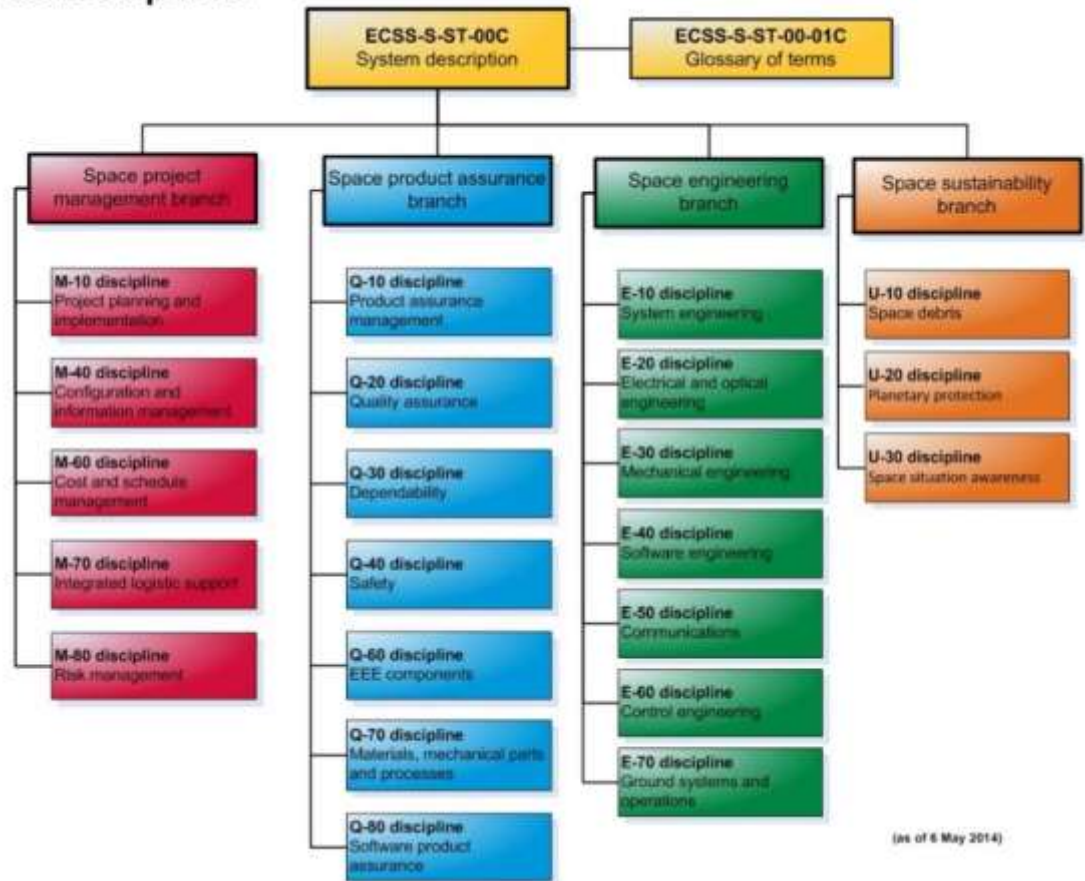 ECSS-S-ST-00C
System description
ECSS-S-ST-00-01C
Glossary of terms
Space project
management branch
M-10 discipline
Project planning and
implementation
M-40 discipline
Configuration and
information management
M-60 discipline
Cost and schedule
management
M-70 discipline
Integrated logistic support
M-80 discipline
Risk management
Space product assurance
branch
Q-10 discipline
Product assurance
management
Q-20 discipline
Quality assurance
Q-30 discipline
Dependability
Q-40 discipline
Safety
Q-60 discipline
EEE components
Q-70 discipline
Materials, mechanical parts
and processes
Q-80 discipline
Software product
assurance
Space engineering
branch
E-10 discipline
System engineering
E-20 discipline
Electrical and optical
engineering
E-30 discipline
Mechanical engineering
E-40 discipline
Software engineering
E-50 discipline
Communications
E-60 discipline
Control engineering
E-70 discipline
Ground systems and
operations
Space sustainability
branch
U-10 discipline
Space debris
U-20 discipline
Planetary protection
U-30 discipline
Space situation awareness
(as of 6 May 2014)